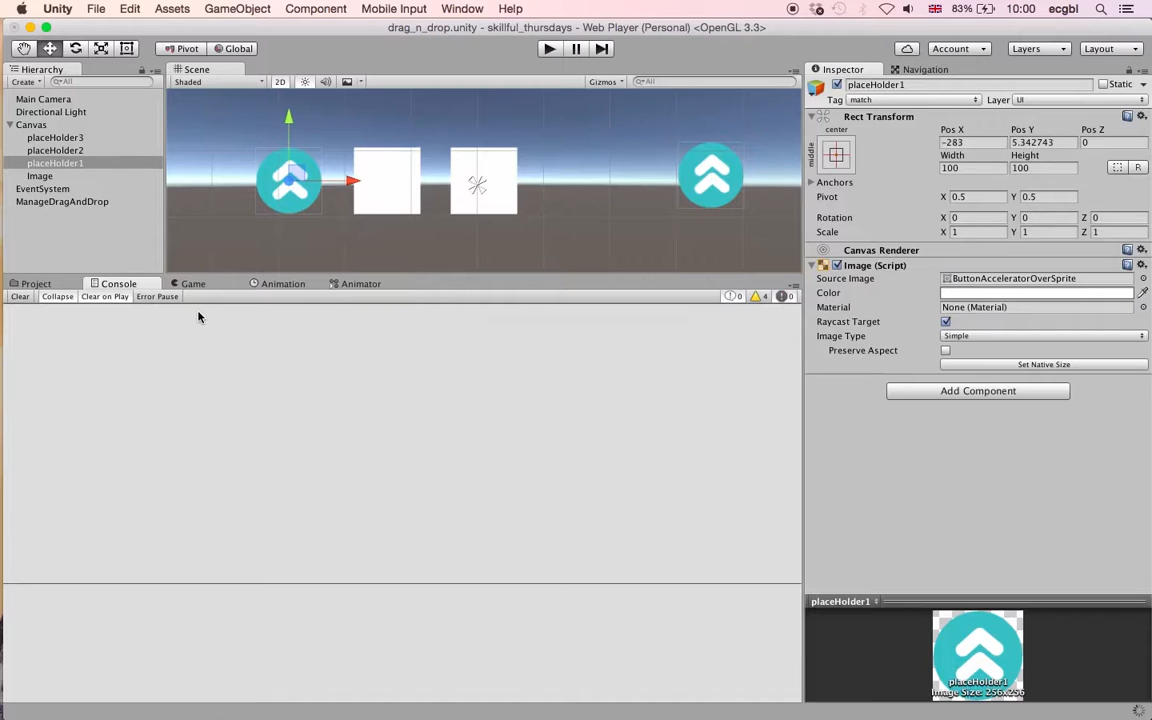 Unity File Edit Assets GameObject Component Mobile Input Window Help 83% 10:00 ecgbl
drag_n_drop.unity - skillful_thursdays - Web Player (Personal) <OpenGL 3.3>
Pivot Global Account Layers Layout
Hierarchy
Create All
Main Camera
Directional Light
Canvas
placeHolder3
placeHolder2
placeHolder1
Image
EventSystem
ManageDragAndDrop
Scene
Shaded 2D Gizmos All
Project Console Game Animation Animator
Clear Collapse Clear on Play Error Pause 0 4 0
Inspector Navigation
placeHolder1 Static
Tag match Layer UI
Rect Transform
center Pos X Pos Y Pos Z
middle -283 5.342743 0
Width Height
100 100 R
Anchors
Pivot X 0.5 Y 0.5
Rotation X 0 Y 0 Z 0
Scale X 1 Y 1 Z 1
Canvas Renderer
Image (Script)
Source Image ButtonAcceleratorOverSprite
Color
Material None (Material)
Raycast Target
Image Type Simple
Preserve Aspect
Set Native Size
Add Component
placeHolder1
placeHolder1
Image Size: 256x256